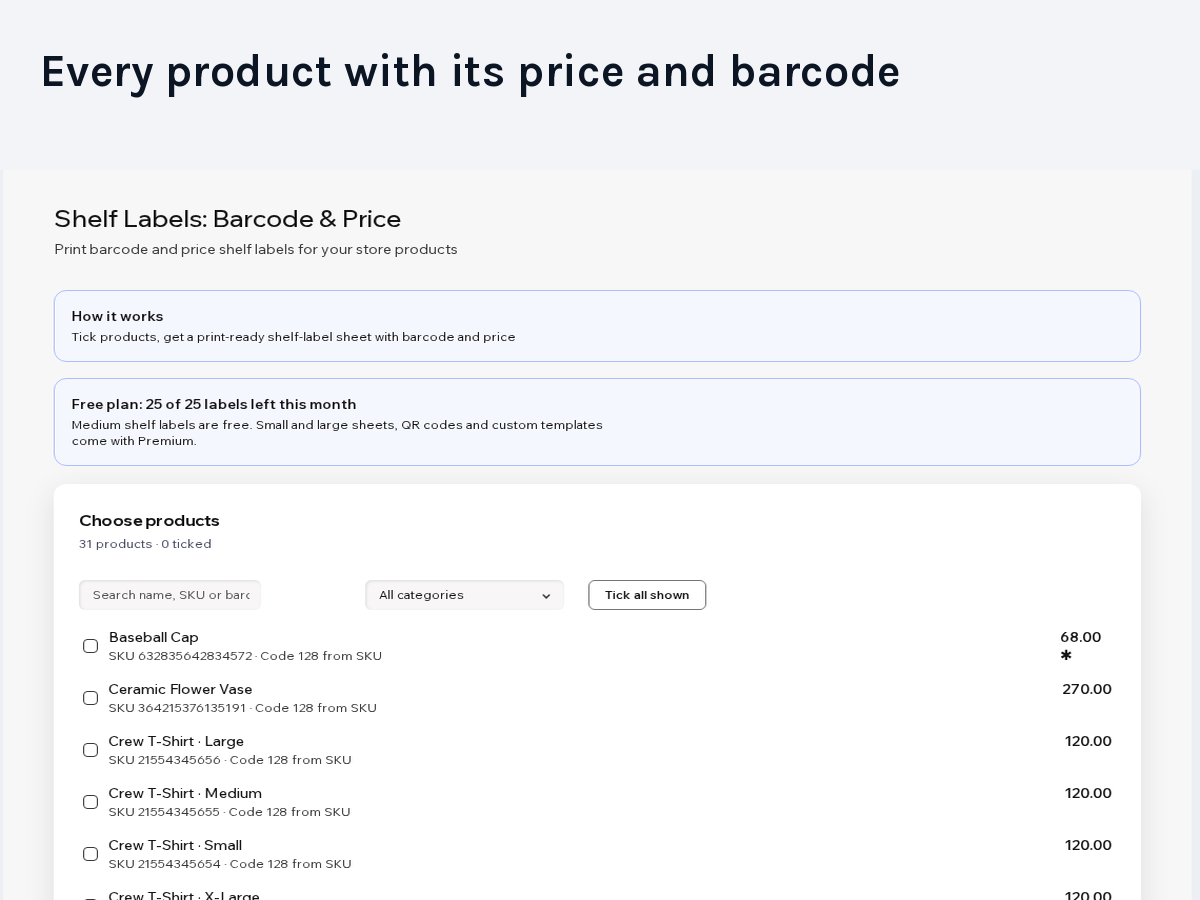 Every product with its price and barcode
Shelf Labels: Barcode & Price
Print barcode and price shelf labels for your store products
How it works
Tick products, get a print-ready shelf-label sheet with barcode and price
Free plan: 25 of 25 labels left this month
Medium shelf labels are free. Small and large sheets, QR codes and custom templates
come with Premium.
Choose products
31 products · 0 ticked
Search name, SKU or barc
All categories
Tick all shown
Baseball Cap
68.00
SKU 632835642834572 · Code 128 from SKU
✱
Ceramic Flower Vase
270.00
SKU 364215376135191 · Code 128 from SKU
Crew T-Shirt · Large
120.00
SKU 21554345656 · Code 128 from SKU
Crew T-Shirt · Medium
120.00
SKU 21554345655 · Code 128 from SKU
Crew T-Shirt · Small
120.00
SKU 21554345654 · Code 128 from SKU
Crew T-Shirt · X-Large
120.00